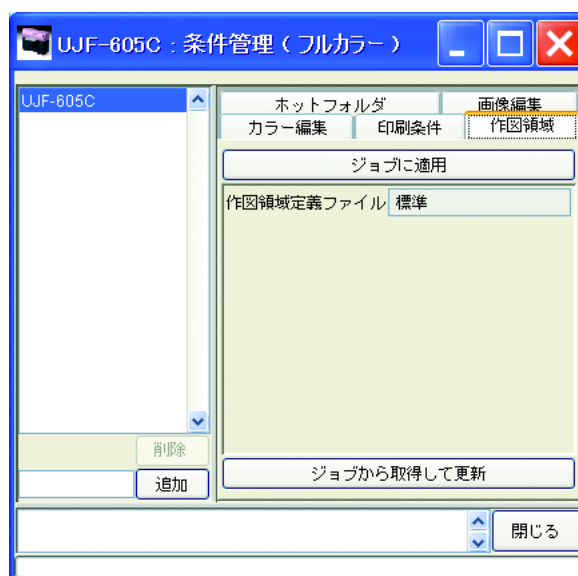 UJF-605C : 条件管理 ( フルカラー )
UJF-605C
ホットフォルダ 画像編集
カラー編集 印刷条件 作図領域
ジョブに適用
作図領域定義ファイル 標準
削除
追加
ジョブから取得して更新
閉じる